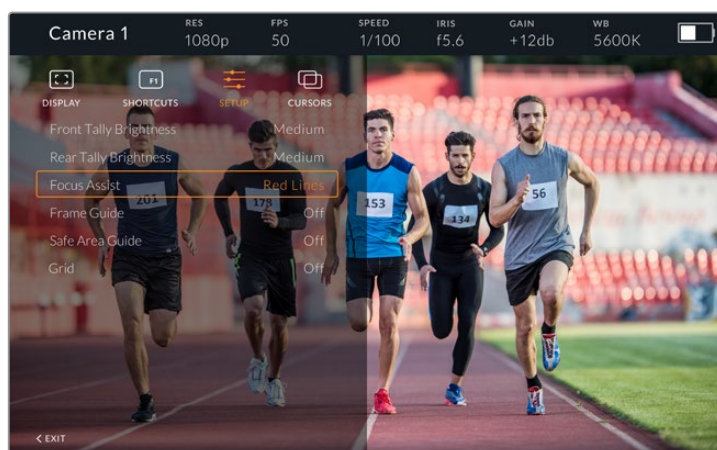 Camera 1 RES FPS SPEED IRIS GAIN WB
1080p 50 1/100 f5.6 +12db 5600K
F1
DISPLAY SHORTCUTS SETUP CURSORS
Front Tally Brightness Medium
Rear Tally Brightness Medium
Focus Assist Red Lines
Frame Guide Off
Safe Area Guide Off
Grid Off
201 178 153 134 56
< EXIT